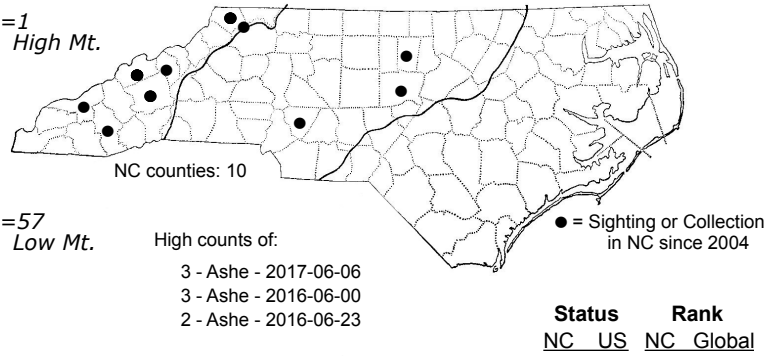 =1
High Mt.
NC counties: 10
=57
Low Mt.
High counts of:
3 - Ashe - 2017-06-06
3 - Ashe - 2016-06-00
2 - Ashe - 2016-06-23
● = Sighting or Collection
in NC since 2004
Status Rank
NC US NC Global